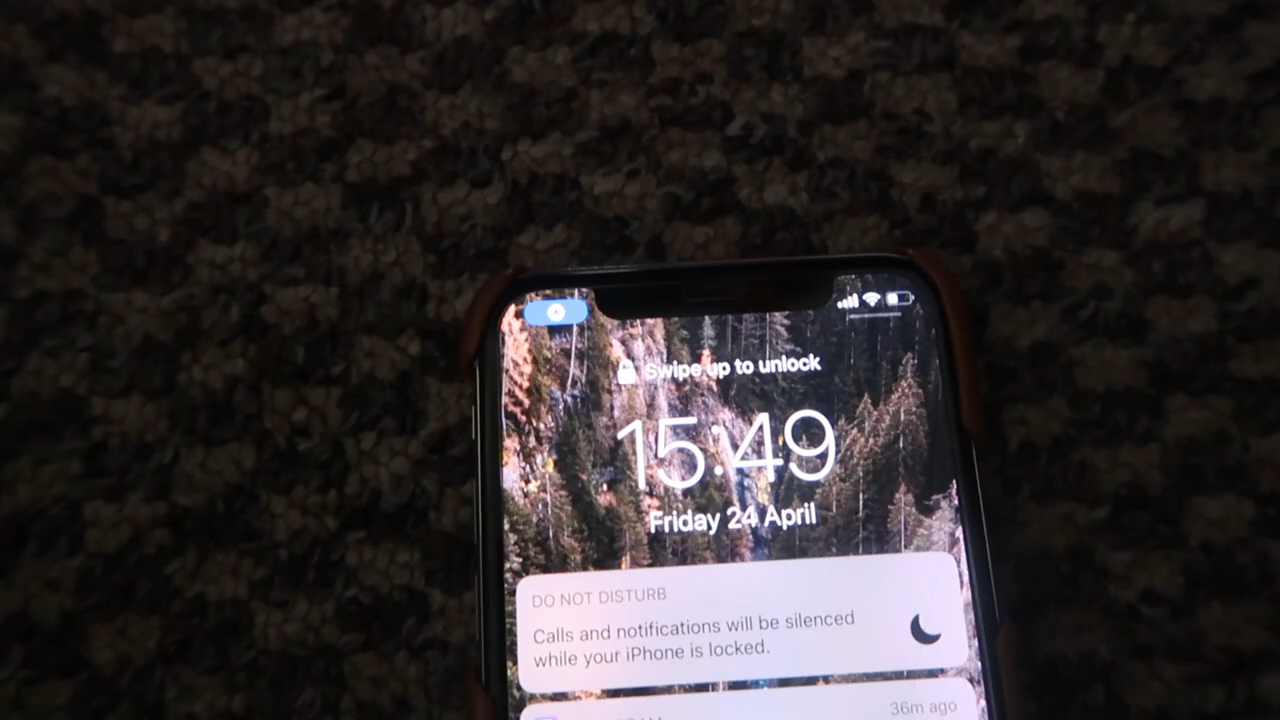 Swipe up to unlock
15:49
Friday 24 April
DO NOT DISTURB
Calls and notifications will be silenced
while your iPhone is locked.
36m ago